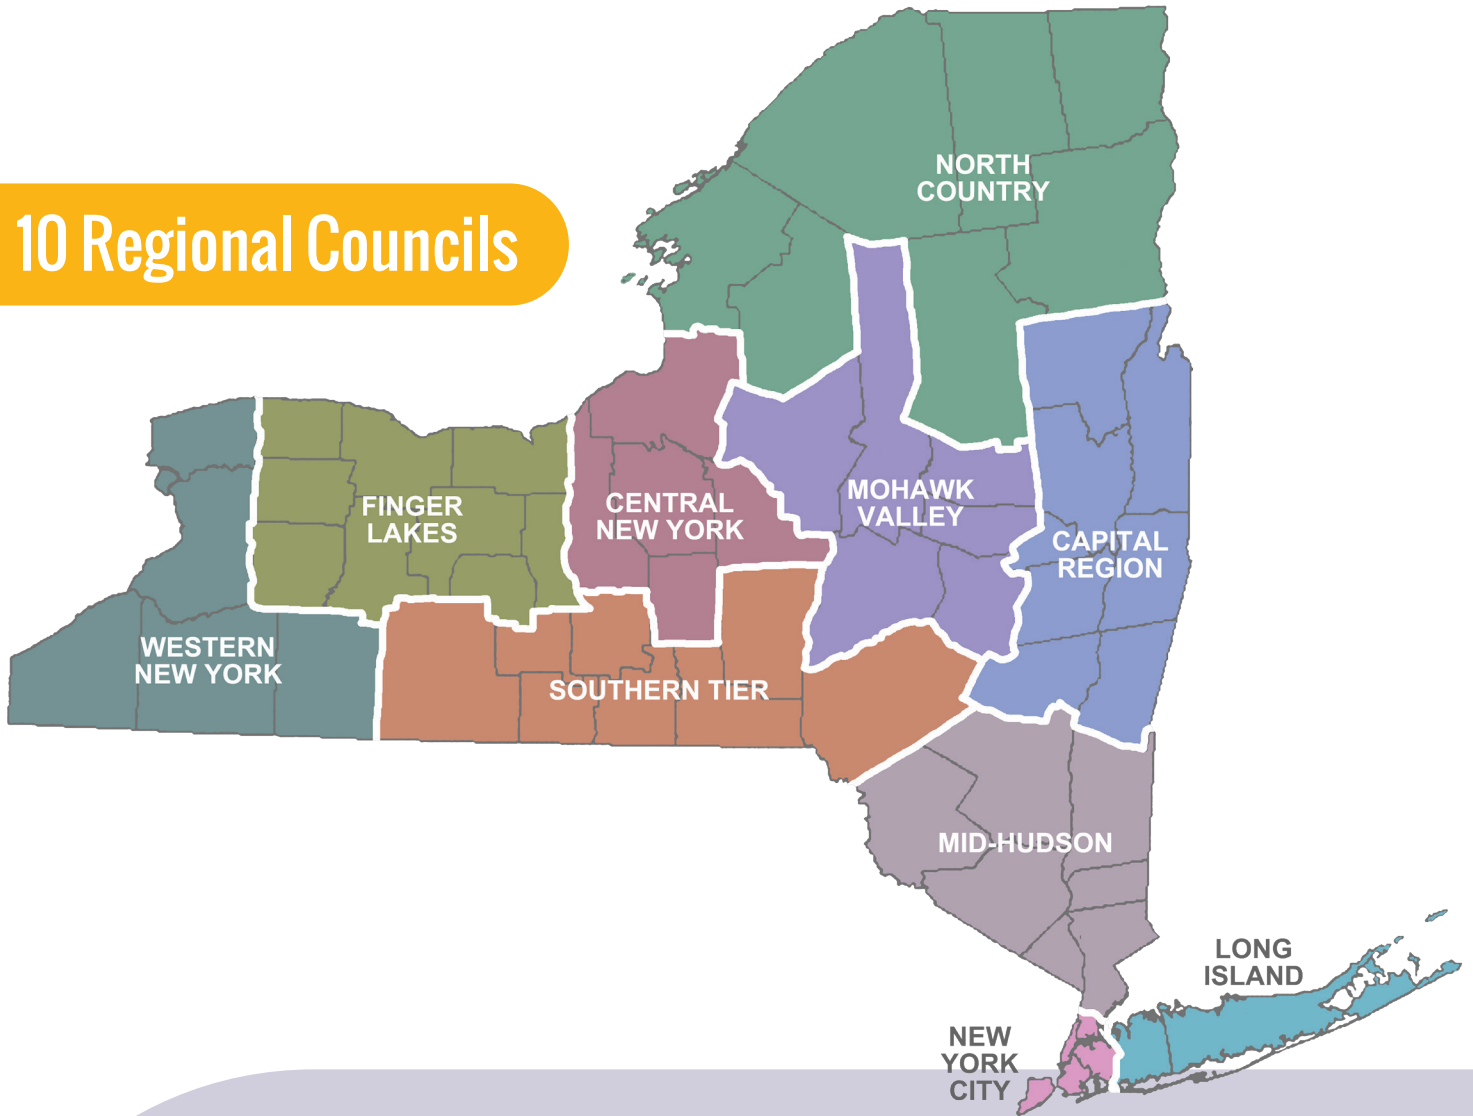 10 Regional Councils
NORTH
COUNTRY
FINGER
LAKES
CENTRAL
NEW YORK
MOHAWK
VALLEY
CAPITAL
REGION
WESTERN
NEW YORK
SOUTHERN TIER
MID-HUDSON
LONG
ISLAND
NEW
YORK
CITY